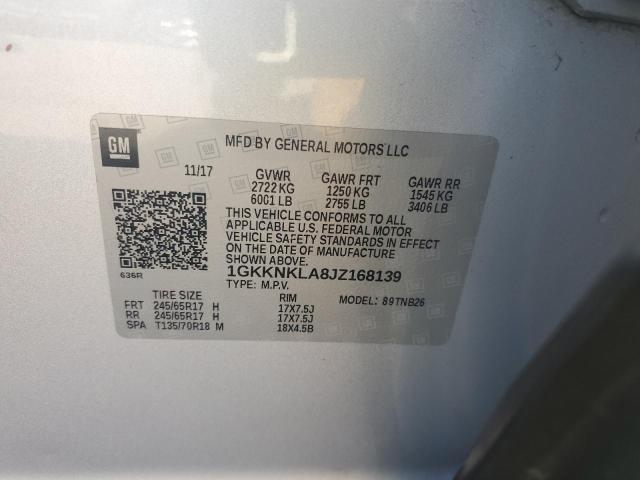 GM
MFD BY GENERAL MOTORS LLC
11/17 GVWR GAWR FRT GAWR RR
2722 KG 1250 KG 1545 KG
6001 LB 2755 LB 3406 LB
THIS VEHICLE CONFORMS TO ALL
APPLICABLE U.S. FEDERAL MOTOR
VEHICLE SAFETY STANDARDS IN EFFECT
ON THE DATE OF MANUFACTURE
SHOWN ABOVE.
636R
1GKKNKLA8JZ168139
TYPE: M.P.V. MODEL: 89TNB26
TIRE SIZE RIM
FRT 245/65R17 H 17X7.5J
RR 245/65R17 H 17X7.5J
SPA T135/70R18 M 18X4.5B